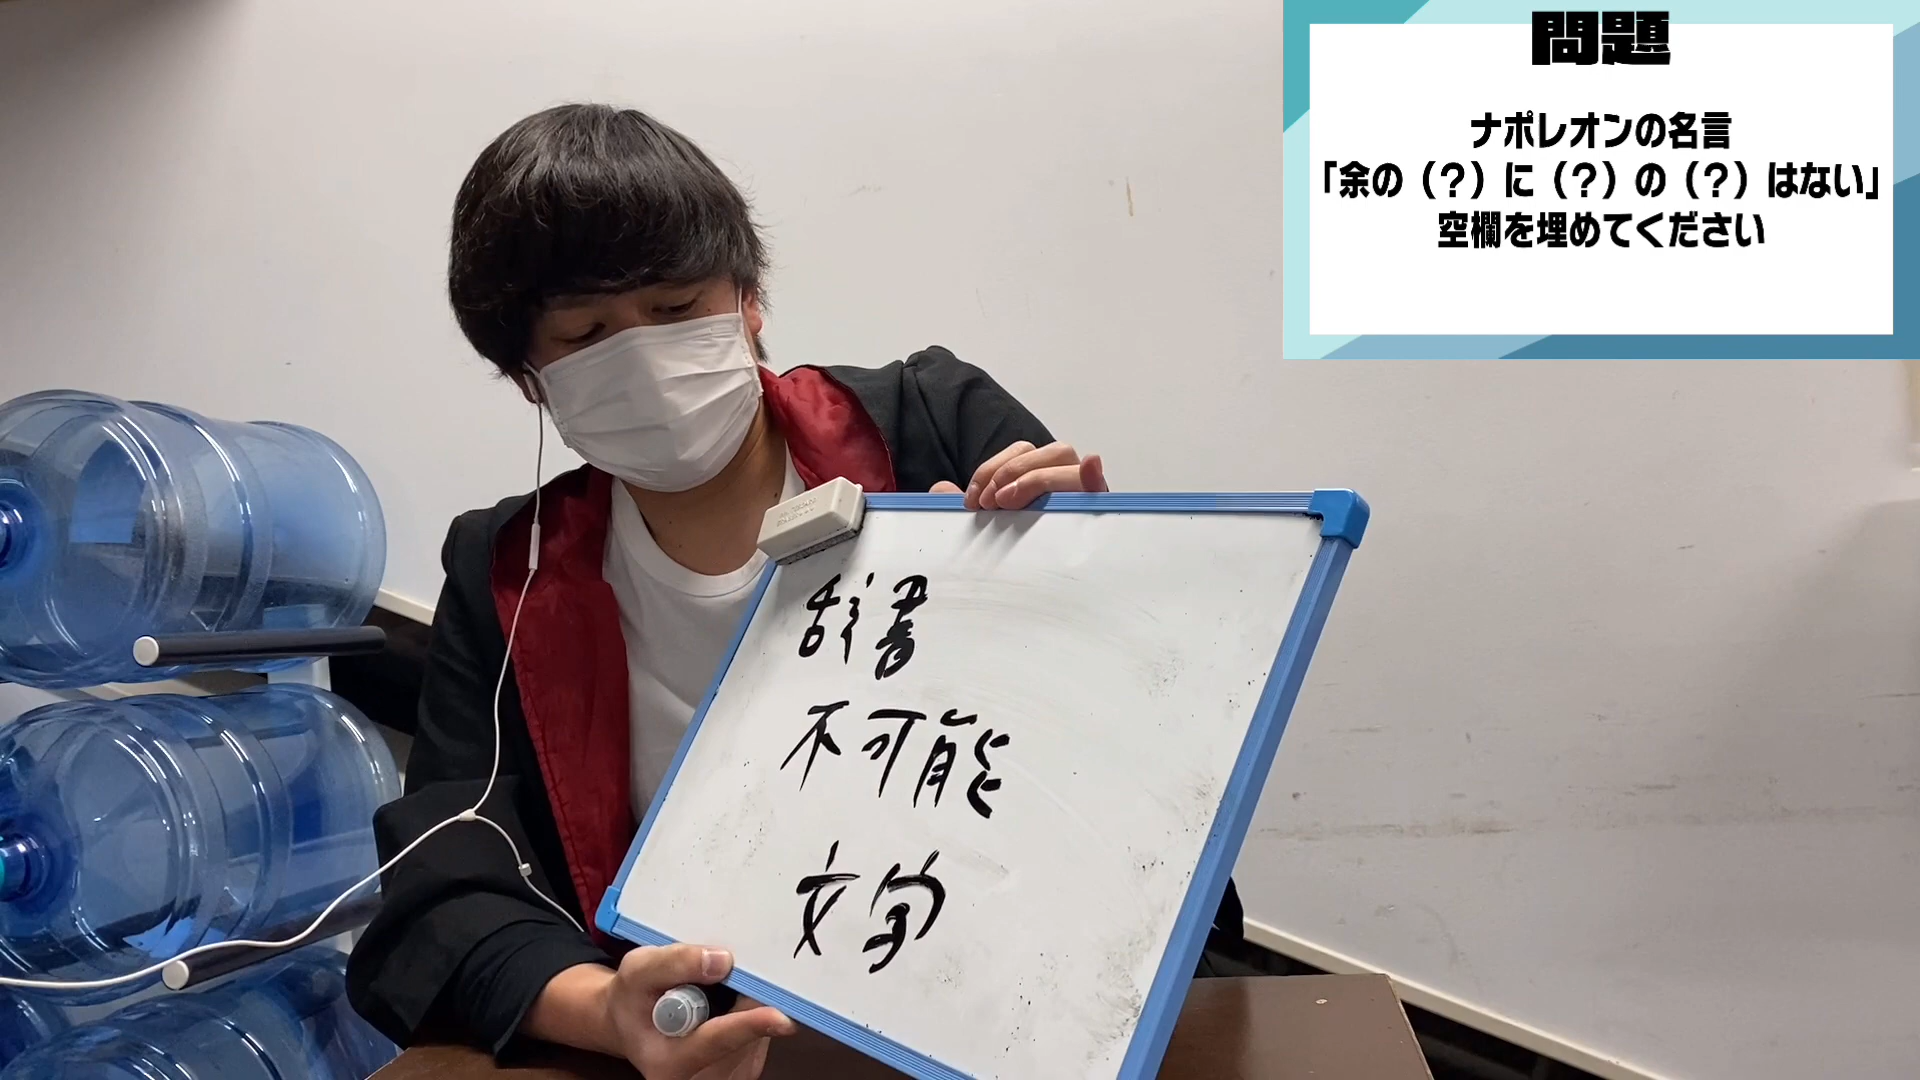 問題
ナポレオンの名言
「余の（？）に（？）の（？）はない」
空欄を埋めてください
辞書
不可能
文字